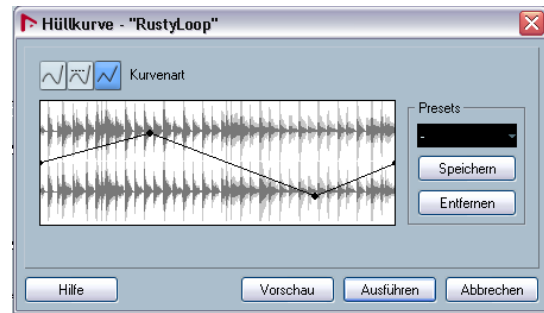 Hüllkurve - "RustyLoop"
Kurvenart
Presets
-
Speichern
Entfernen
Hilfe
Vorschau
Ausführen
Abbrechen